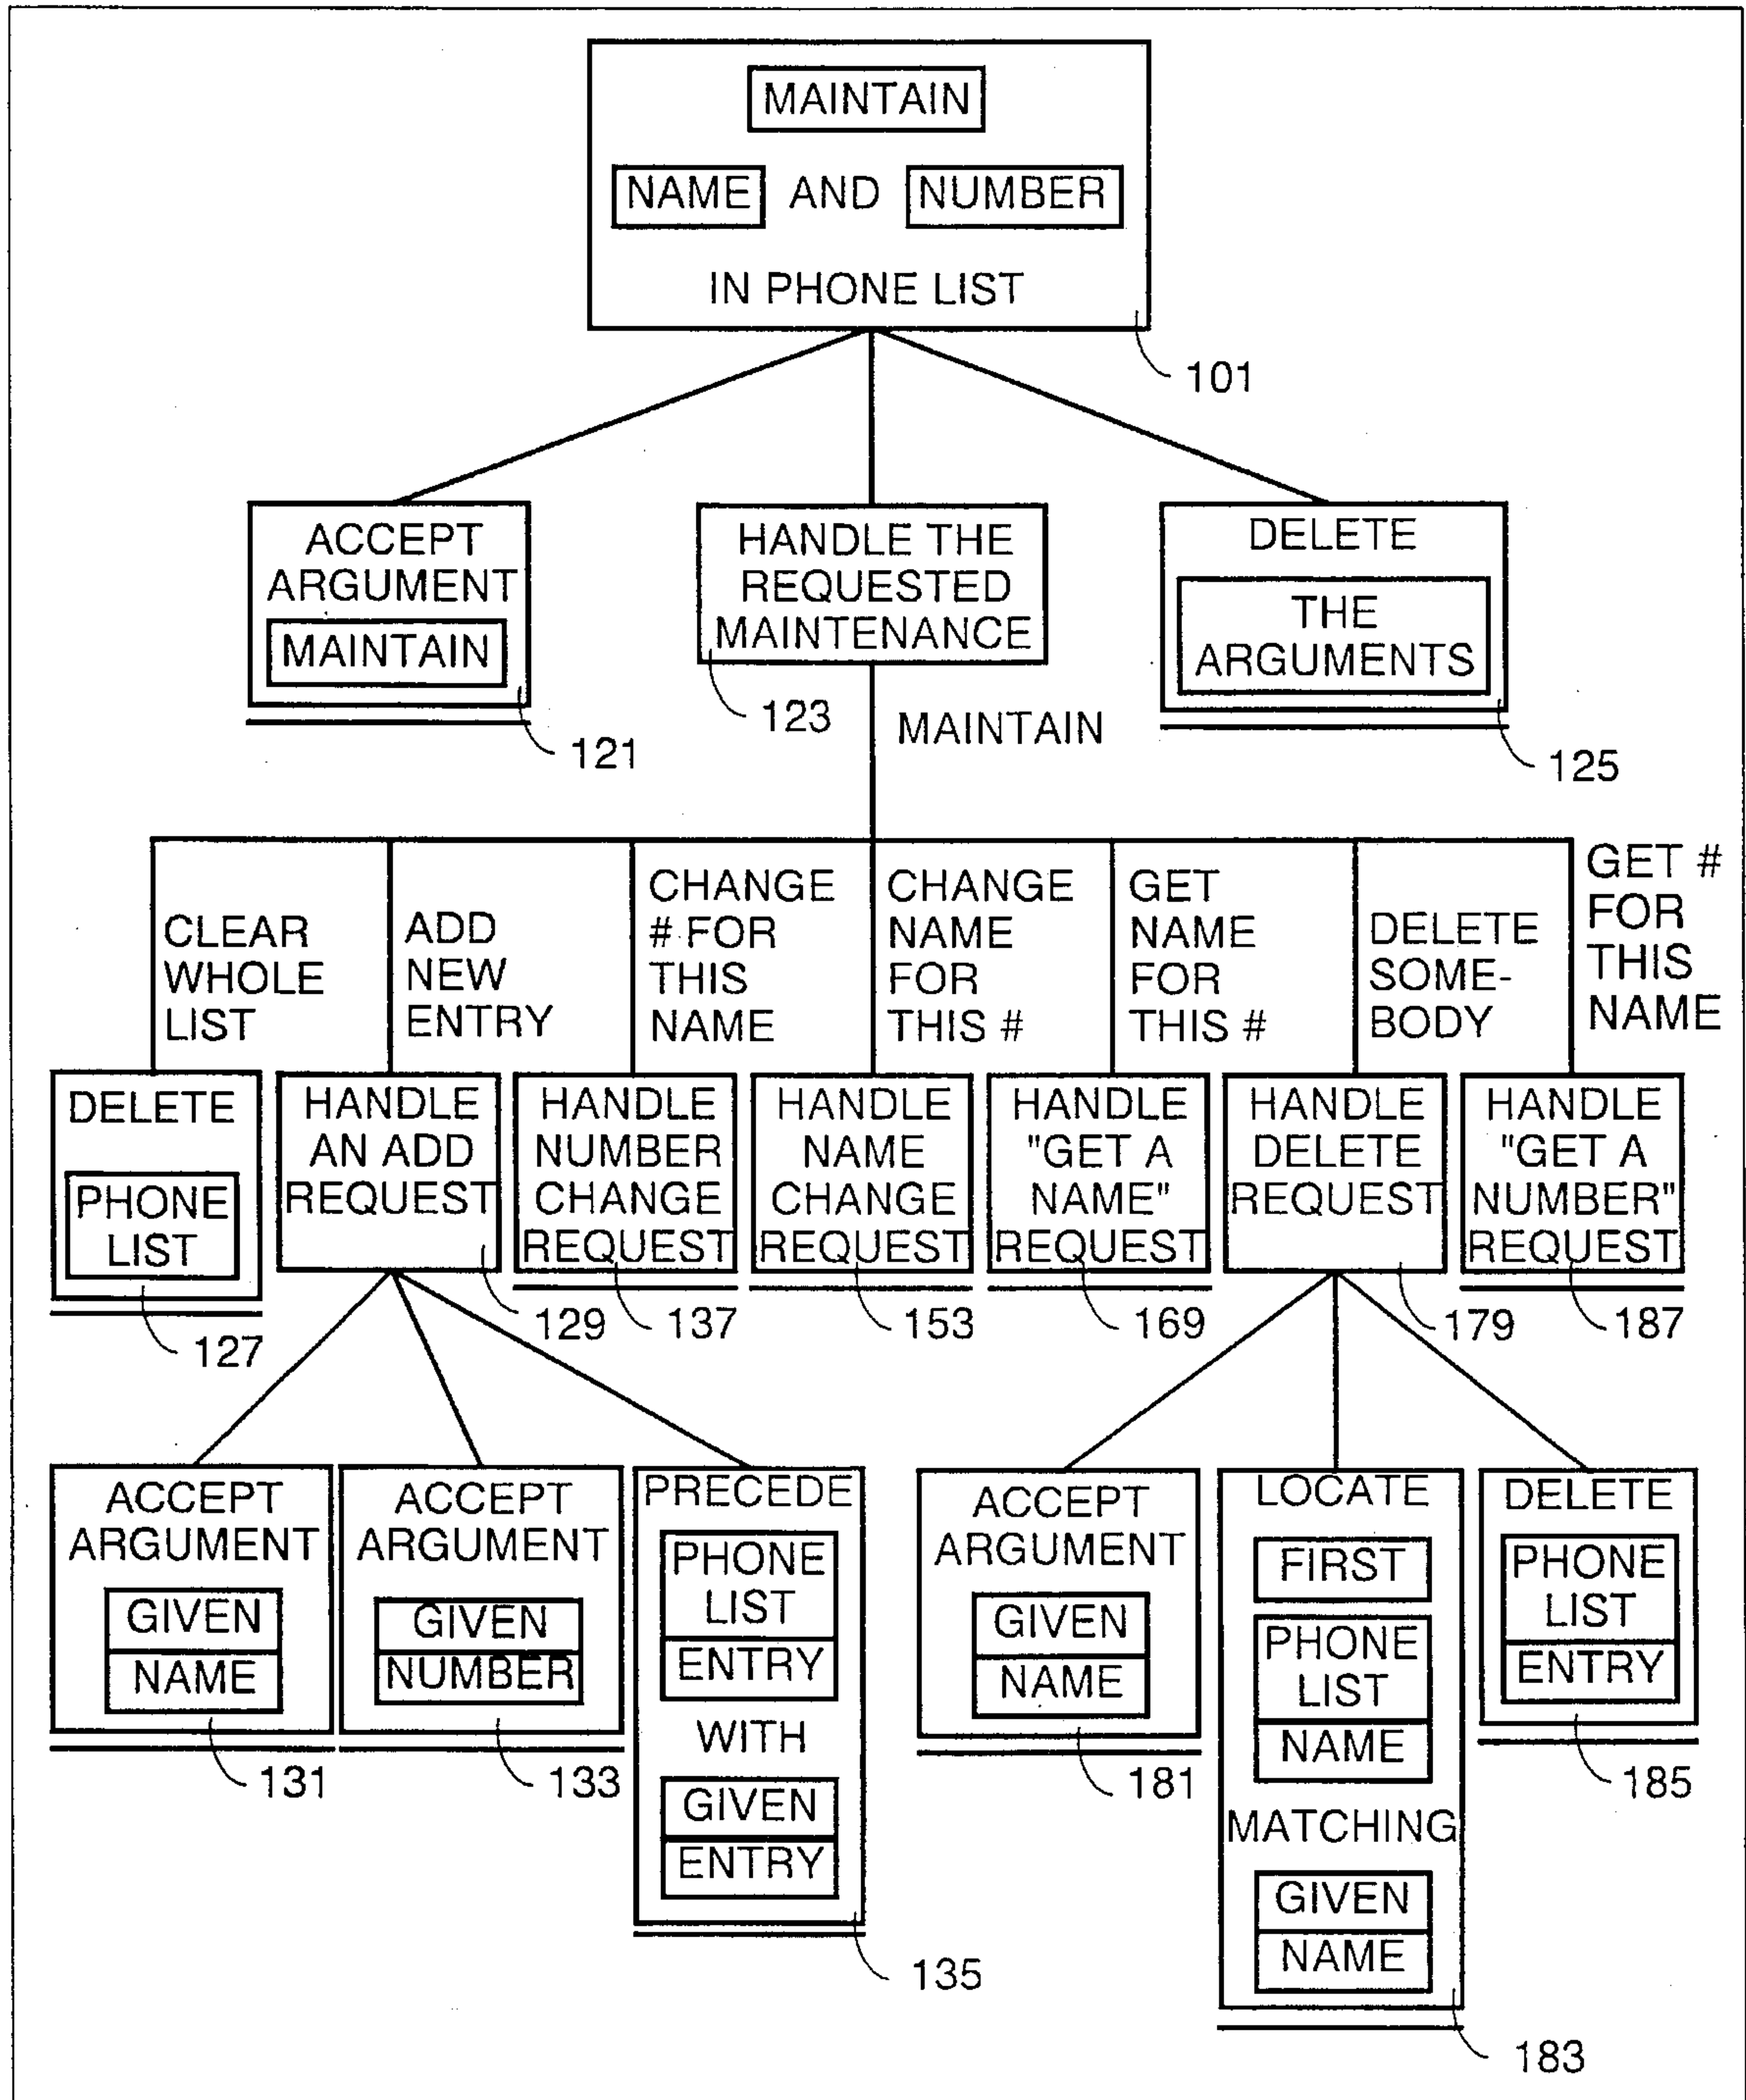 MAINTAIN
NAME AND NUMBER
IN PHONE LIST
101
ACCEPT
ARGUMENT
MAINTAIN
121
HANDLE THE
REQUESTED
MAINTENANCE
123
DELETE
THE
ARGUMENTS
125
MAINTAIN
CLEAR
WHOLE
LIST
ADD
NEW
ENTRY
CHANGE
# FOR
THIS
NAME
CHANGE
NAME
FOR
THIS #
GET
NAME
FOR
THIS #
DELETE
SOME-
BODY
GET #
FOR
THIS
NAME
DELETE
PHONE
LIST
127
HANDLE
AN ADD
REQUEST
129
HANDLE
NUMBER
CHANGE
REQUEST
137
HANDLE
NAME
CHANGE
REQUEST
153
HANDLE
"GET A
NAME"
REQUEST
169
HANDLE
DELETE
REQUEST
179
HANDLE
"GET A
NUMBER"
REQUEST
187
ACCEPT
ARGUMENT
GIVEN
NAME
131
ACCEPT
ARGUMENT
GIVEN
NUMBER
133
PRECEDE
PHONE
LIST
ENTRY
WITH
GIVEN
ENTRY
135
ACCEPT
ARGUMENT
GIVEN
NAME
181
LOCATE
FIRST
PHONE
LIST
NAME
MATCHING
GIVEN
NAME
183
DELETE
PHONE
LIST
ENTRY
185